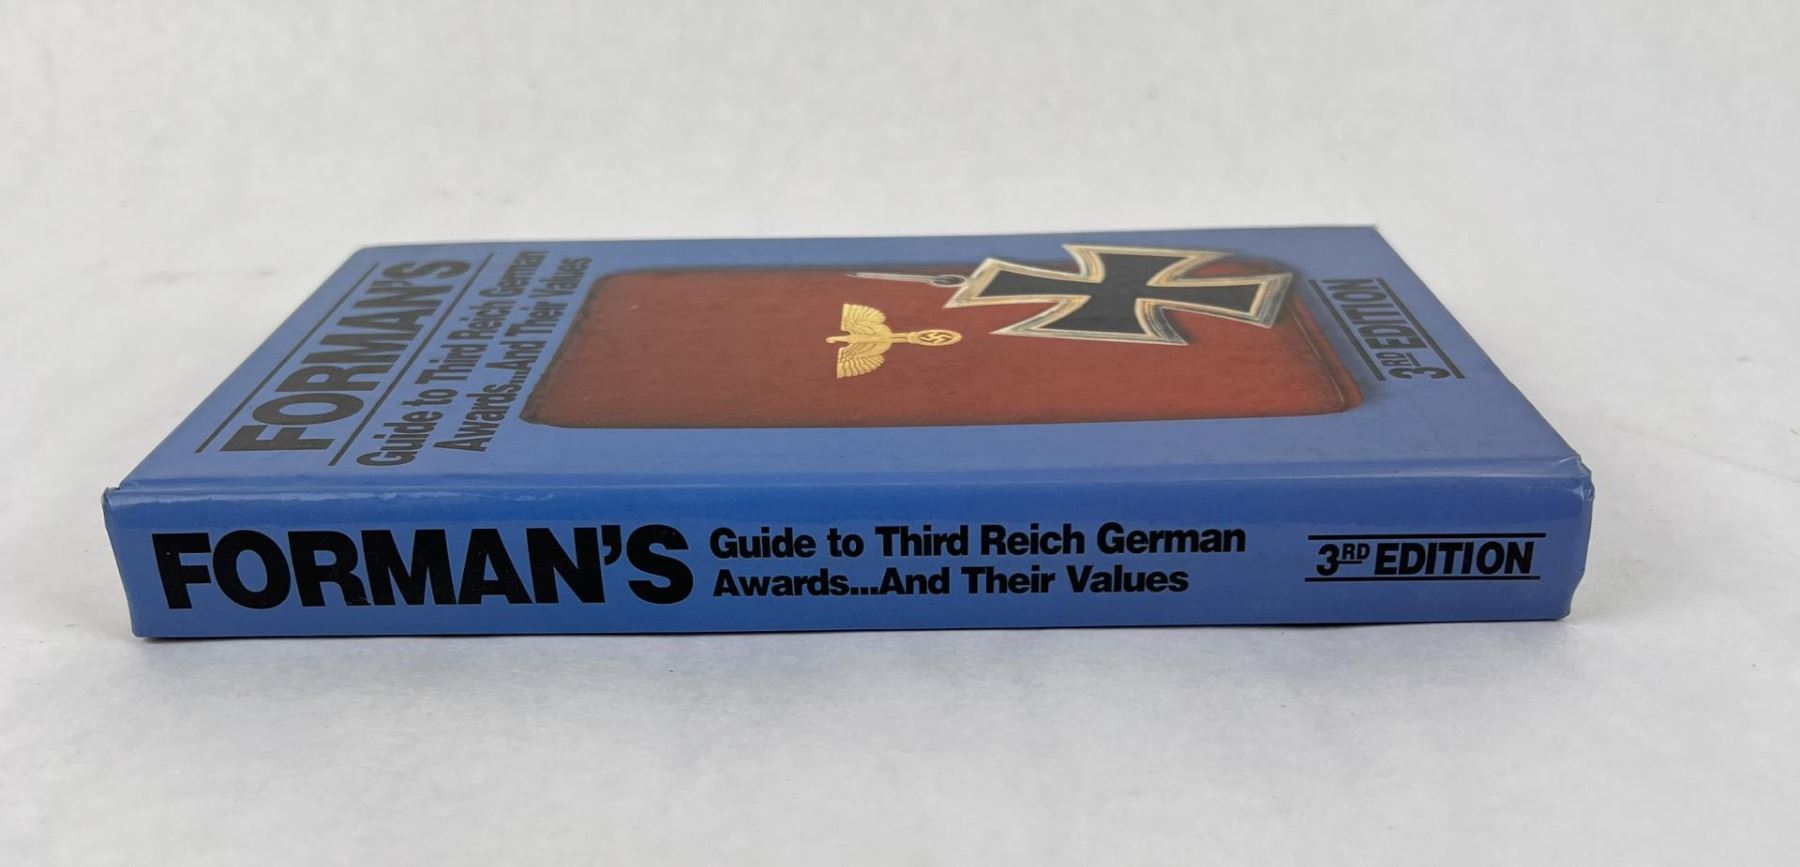 FORMAN'S
Guide to Third Reich German
Awards...And Their Values
3RD EDITION
FORMAN'S
Guide to Third Reich German
Awards...And Their Values
3RD EDITION